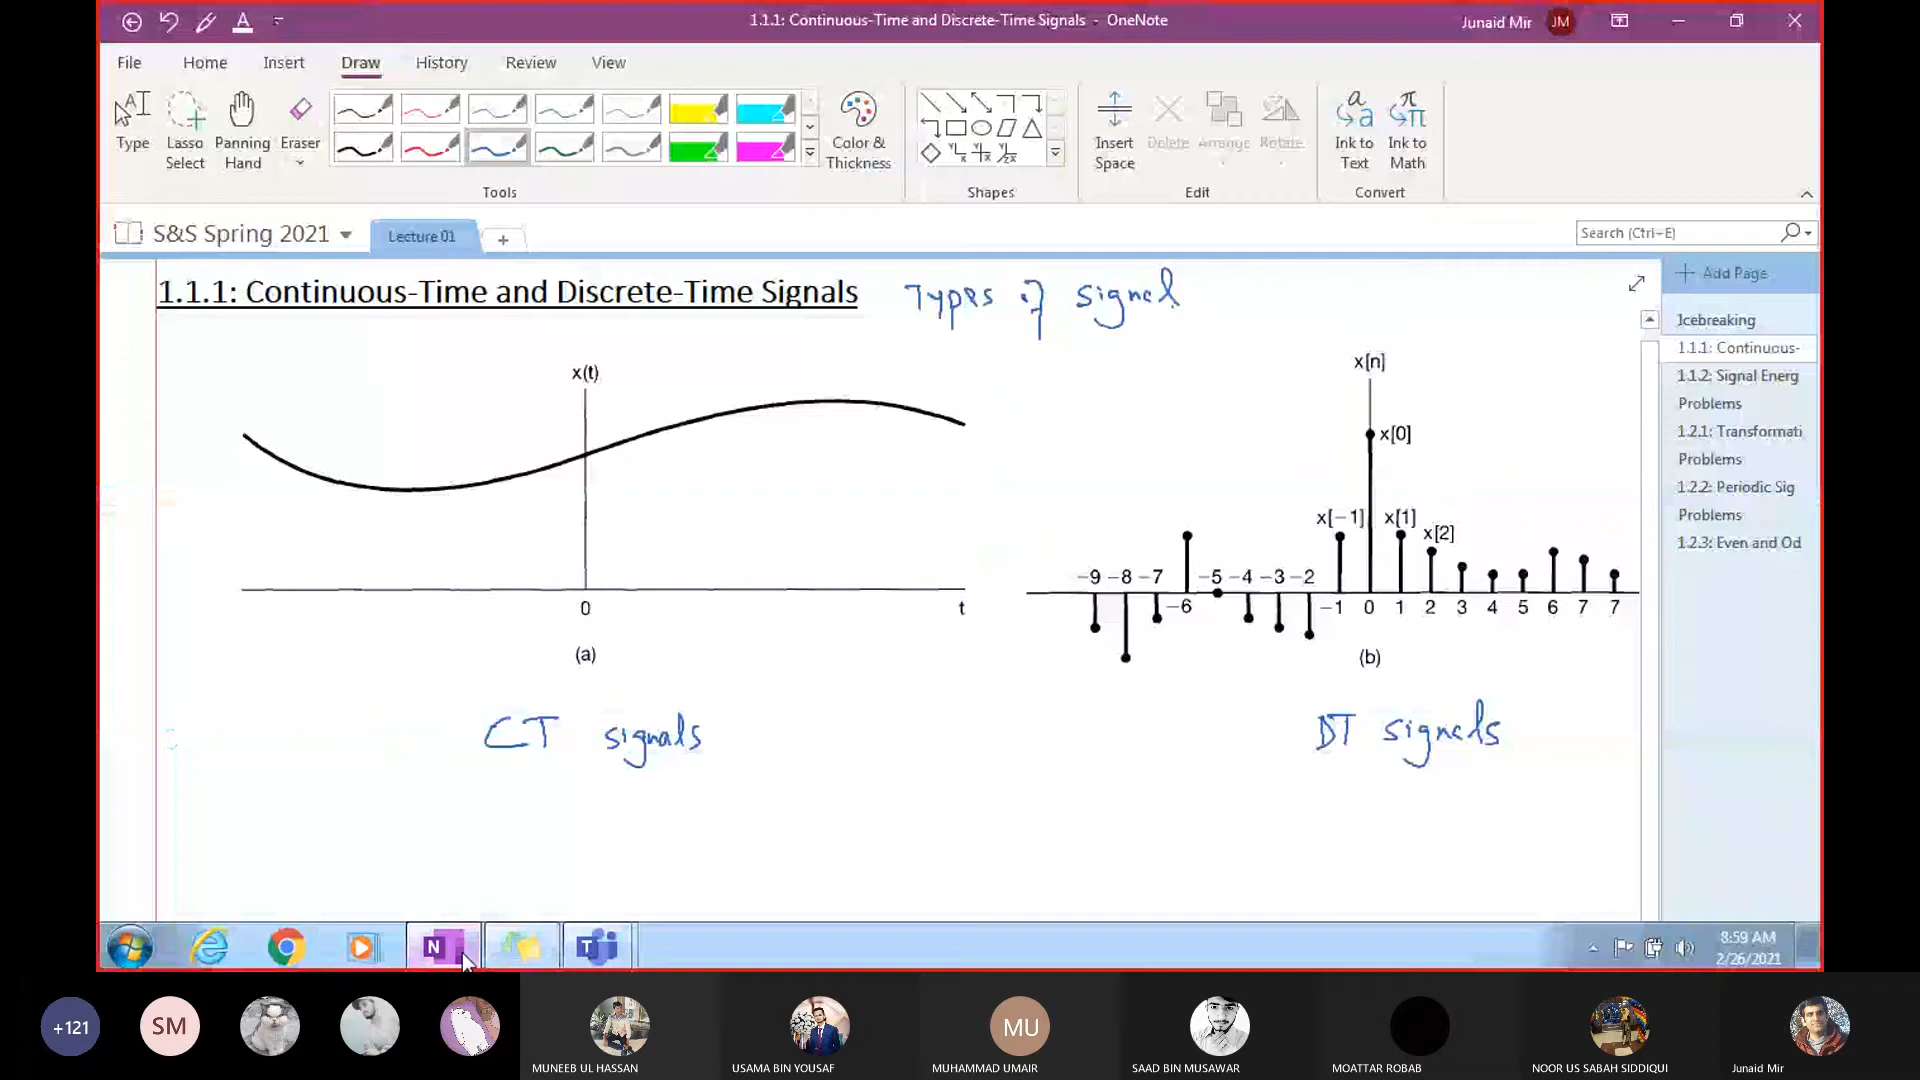 1.1.1: Continuous-Time and Discrete-Time Signals - OneNote
Junaid Mir
JM
File
Home
Insert
Draw
History
Review
View
Type
Lasso Select
Panning Hand
Eraser
Color & Thickness
Insert Space
Delete
Arrange
Rotate
Ink to Text
Ink to Math
Tools
Shapes
Edit
Convert
S&S Spring 2021
Lecture 01
Search (Ctrl+E)
1.1.1: Continuous-Time and Discrete-Time Signals
Types of signal
Add Page
Icebreaking
1.1.1: Continuous-
1.1.2: Signal Energ
Problems
1.2.1: Transformati
Problems
1.2.2: Periodic Sig
Problems
1.2.3: Even and Od
x(t)
0
t
(a)
x[n]
x[0]
x[−1] x[1]
x[2]
−9 −8 −7 −5 −4 −3 −2
−6 −1 0 1 2 3 4 5 6 7 7
(b)
CT signals
DT signals
N
T
8:59 AM
2/26/2021
+121
SM
MU
MUNEEB UL HASSAN
USAMA BIN YOUSAF
MUHAMMAD UMAIR
SAAD BIN MUSAWAR
MOATTAR ROBAB
NOOR US SABAH SIDDIQUI
Junaid Mir